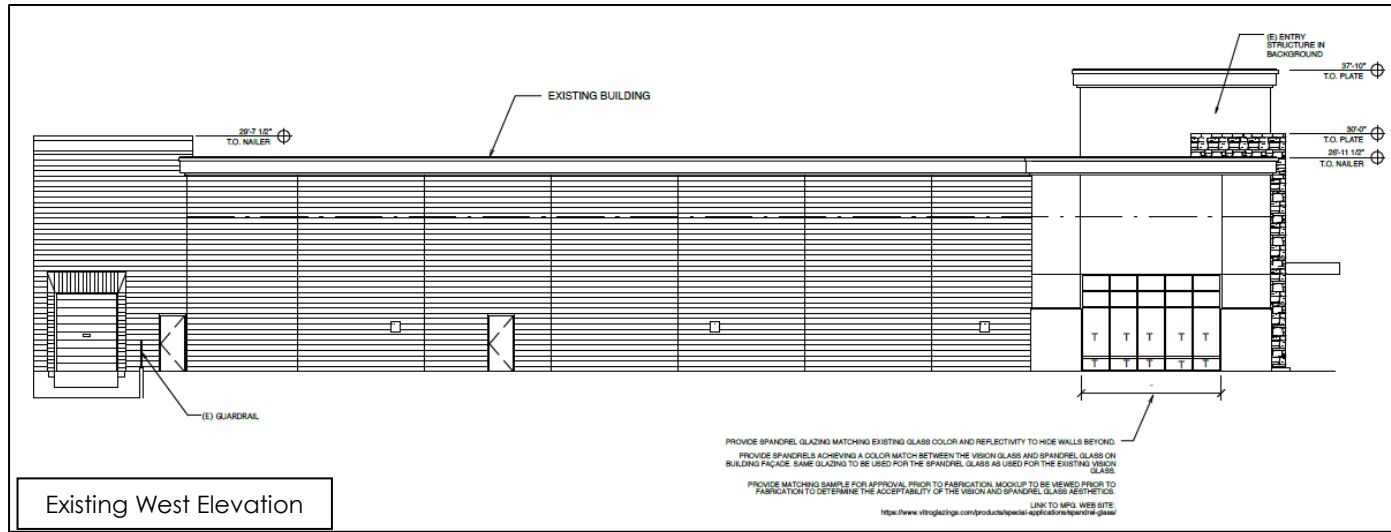 (E) ENTRY
STRUCTURE IN
BACKGROUND
37'-10"
T.O. PLATE
EXISTING BUILDING
29'-7 1/2"
T.O. NAILER
30'-0"
T.O. PLATE
26'-11 1/2"
T.O. NAILER
T T T T T
T T T T T
(E) GUARDRAIL
PROVIDE SPANDREL GLAZING MATCHING EXISTING GLASS COLOR AND REFLECTIVITY TO HIDE WALLS BEYOND.
PROVIDE SPANDRELS ACHIEVING A COLOR MATCH BETWEEN THE VISION GLASS AND SPANDREL GLASS ON
BUILDING FAÇADE. SAME GLAZING TO BE USED FOR THE SPANDREL GLASS AS USED FOR THE EXISTING VISION
GLASS.
PROVIDE MATCHING SAMPLE FOR APPROVAL PRIOR TO FABRICATION. MOCKUP TO BE VIEWED PRIOR TO
FABRICATION TO DETERMINE THE ACCEPTABILITY OF THE VISION AND SPANDREL GLASS AESTHETICS.
LINK TO MFG. WEB SITE:
https://www.vitroglazings.com/products/special-applications/spandrel-glass/
Existing West Elevation